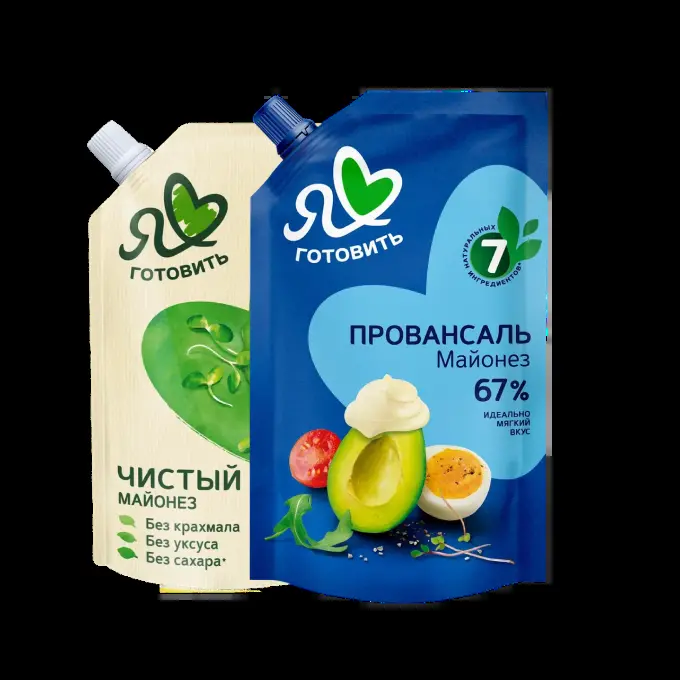 Я
ГОТОВИТЬ
ЧИСТЫЙ
МАЙОНЕЗ
Без крахмала
Без уксуса
Без сахара*
Я
ГОТОВИТЬ
НАТУРАЛЬНЫХ
7
ИНГРЕДИЕНТОВ*
ПРОВАНСАЛЬ
Майонез
67%
ИДЕАЛЬНО
МЯГКИЙ
ВКУС